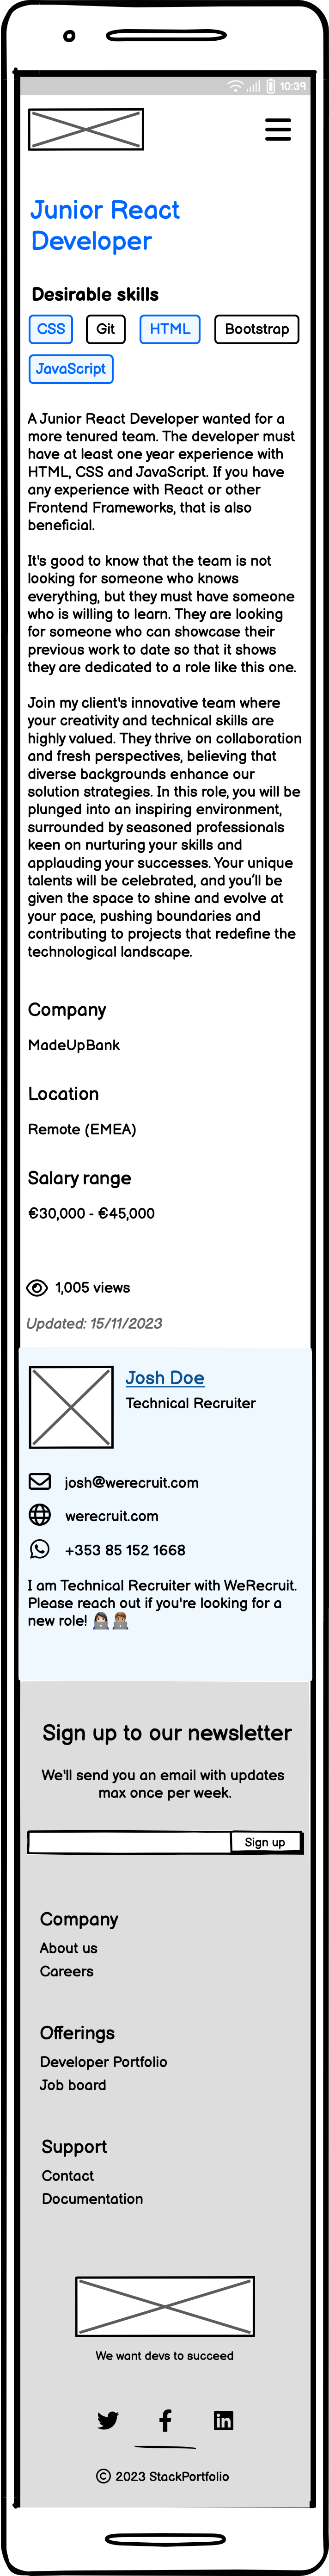 10:39
Junior React
Developer
Desirable skills
CSS Git HTML Bootstrap
JavaScript
A Junior React Developer wanted for a
more tenured team. The developer must
have at least one year experience with
HTML, CSS and JavaScript. If you have
any experience with React or other
Frontend Frameworks, that is also
beneficial.
It's good to know that the team is not
looking for someone who knows
everything, but they must have someone
who is willing to learn. They are looking
for someone who can showcase their
previous work to date so that it shows
they are dedicated to a role like this one.
Join my client's innovative team where
your creativity and technical skills are
highly valued. They thrive on collaboration
and fresh perspectives, believing that
diverse backgrounds enhance our
solution strategies. In this role, you will be
plunged into an inspiring environment,
surrounded by seasoned professionals
keen on nurturing your skills and
applauding your successes. Your unique
talents will be celebrated, and you'll be
given the space to shine and evolve at
your pace, pushing boundaries and
contributing to projects that redefine the
technological landscape.
Company
MadeUpBank
Location
Remote (EMEA)
Salary range
€30,000 - €45,000
1,005 views
Updated: 15/11/2023
Josh Doe
Technical Recruiter
josh@werecruit.com
werecruit.com
+353 85 152 1668
I am Technical Recruiter with WeRecruit.
Please reach out if you're looking for a
new role! 👩🏻‍💻👨🏽‍💻
Sign up to our newsletter
We'll send you an email with updates
max once per week.
Sign up
Company
About us
Careers
Offerings
Developer Portfolio
Job board
Support
Contact
Documentation
We want devs to succeed
© 2023 StackPortfolio